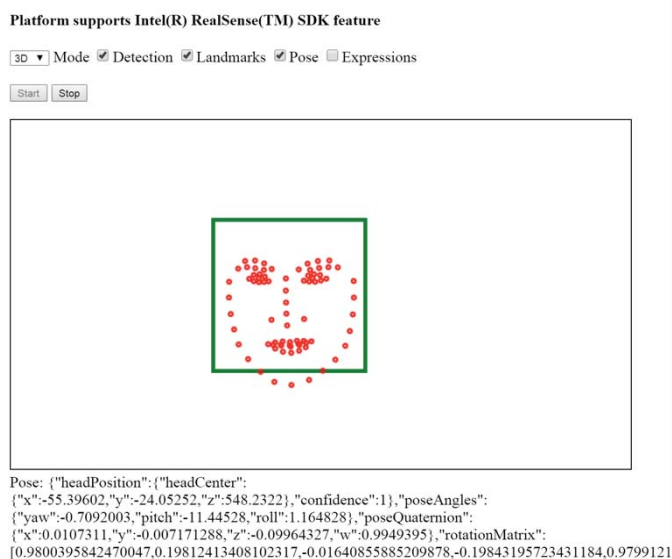 Platform supports Intel(R) RealSense(TM) SDK feature
3D Mode Detection Landmarks Pose Expressions
Start Stop
Pose: {"headPosition":{"headCenter":
{"x":-55.39602,"y":-24.05252,"z":548.2322},"confidence":1},"poseAngles":
{"yaw":-0.7092003,"pitch":-11.44528,"roll":1.164828},"poseQuaternion":
{"x":0.0107311,"y":-0.007171288,"z":-0.09964327,"w":0.9949395},"rotationMatrix":
[0.9800395842470047,0.19812413408102317,-0.01640855885209878,-0.19843195723431184,0.9799121